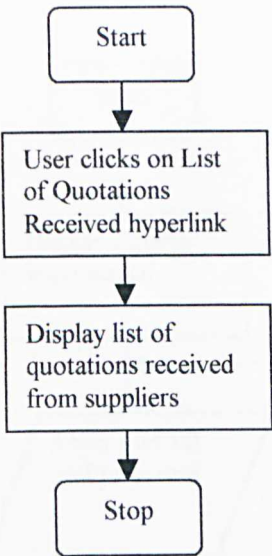 Start
User clicks on List
of Quotations
Received hyperlink
Display list of
quotations received
from suppliers
Stop